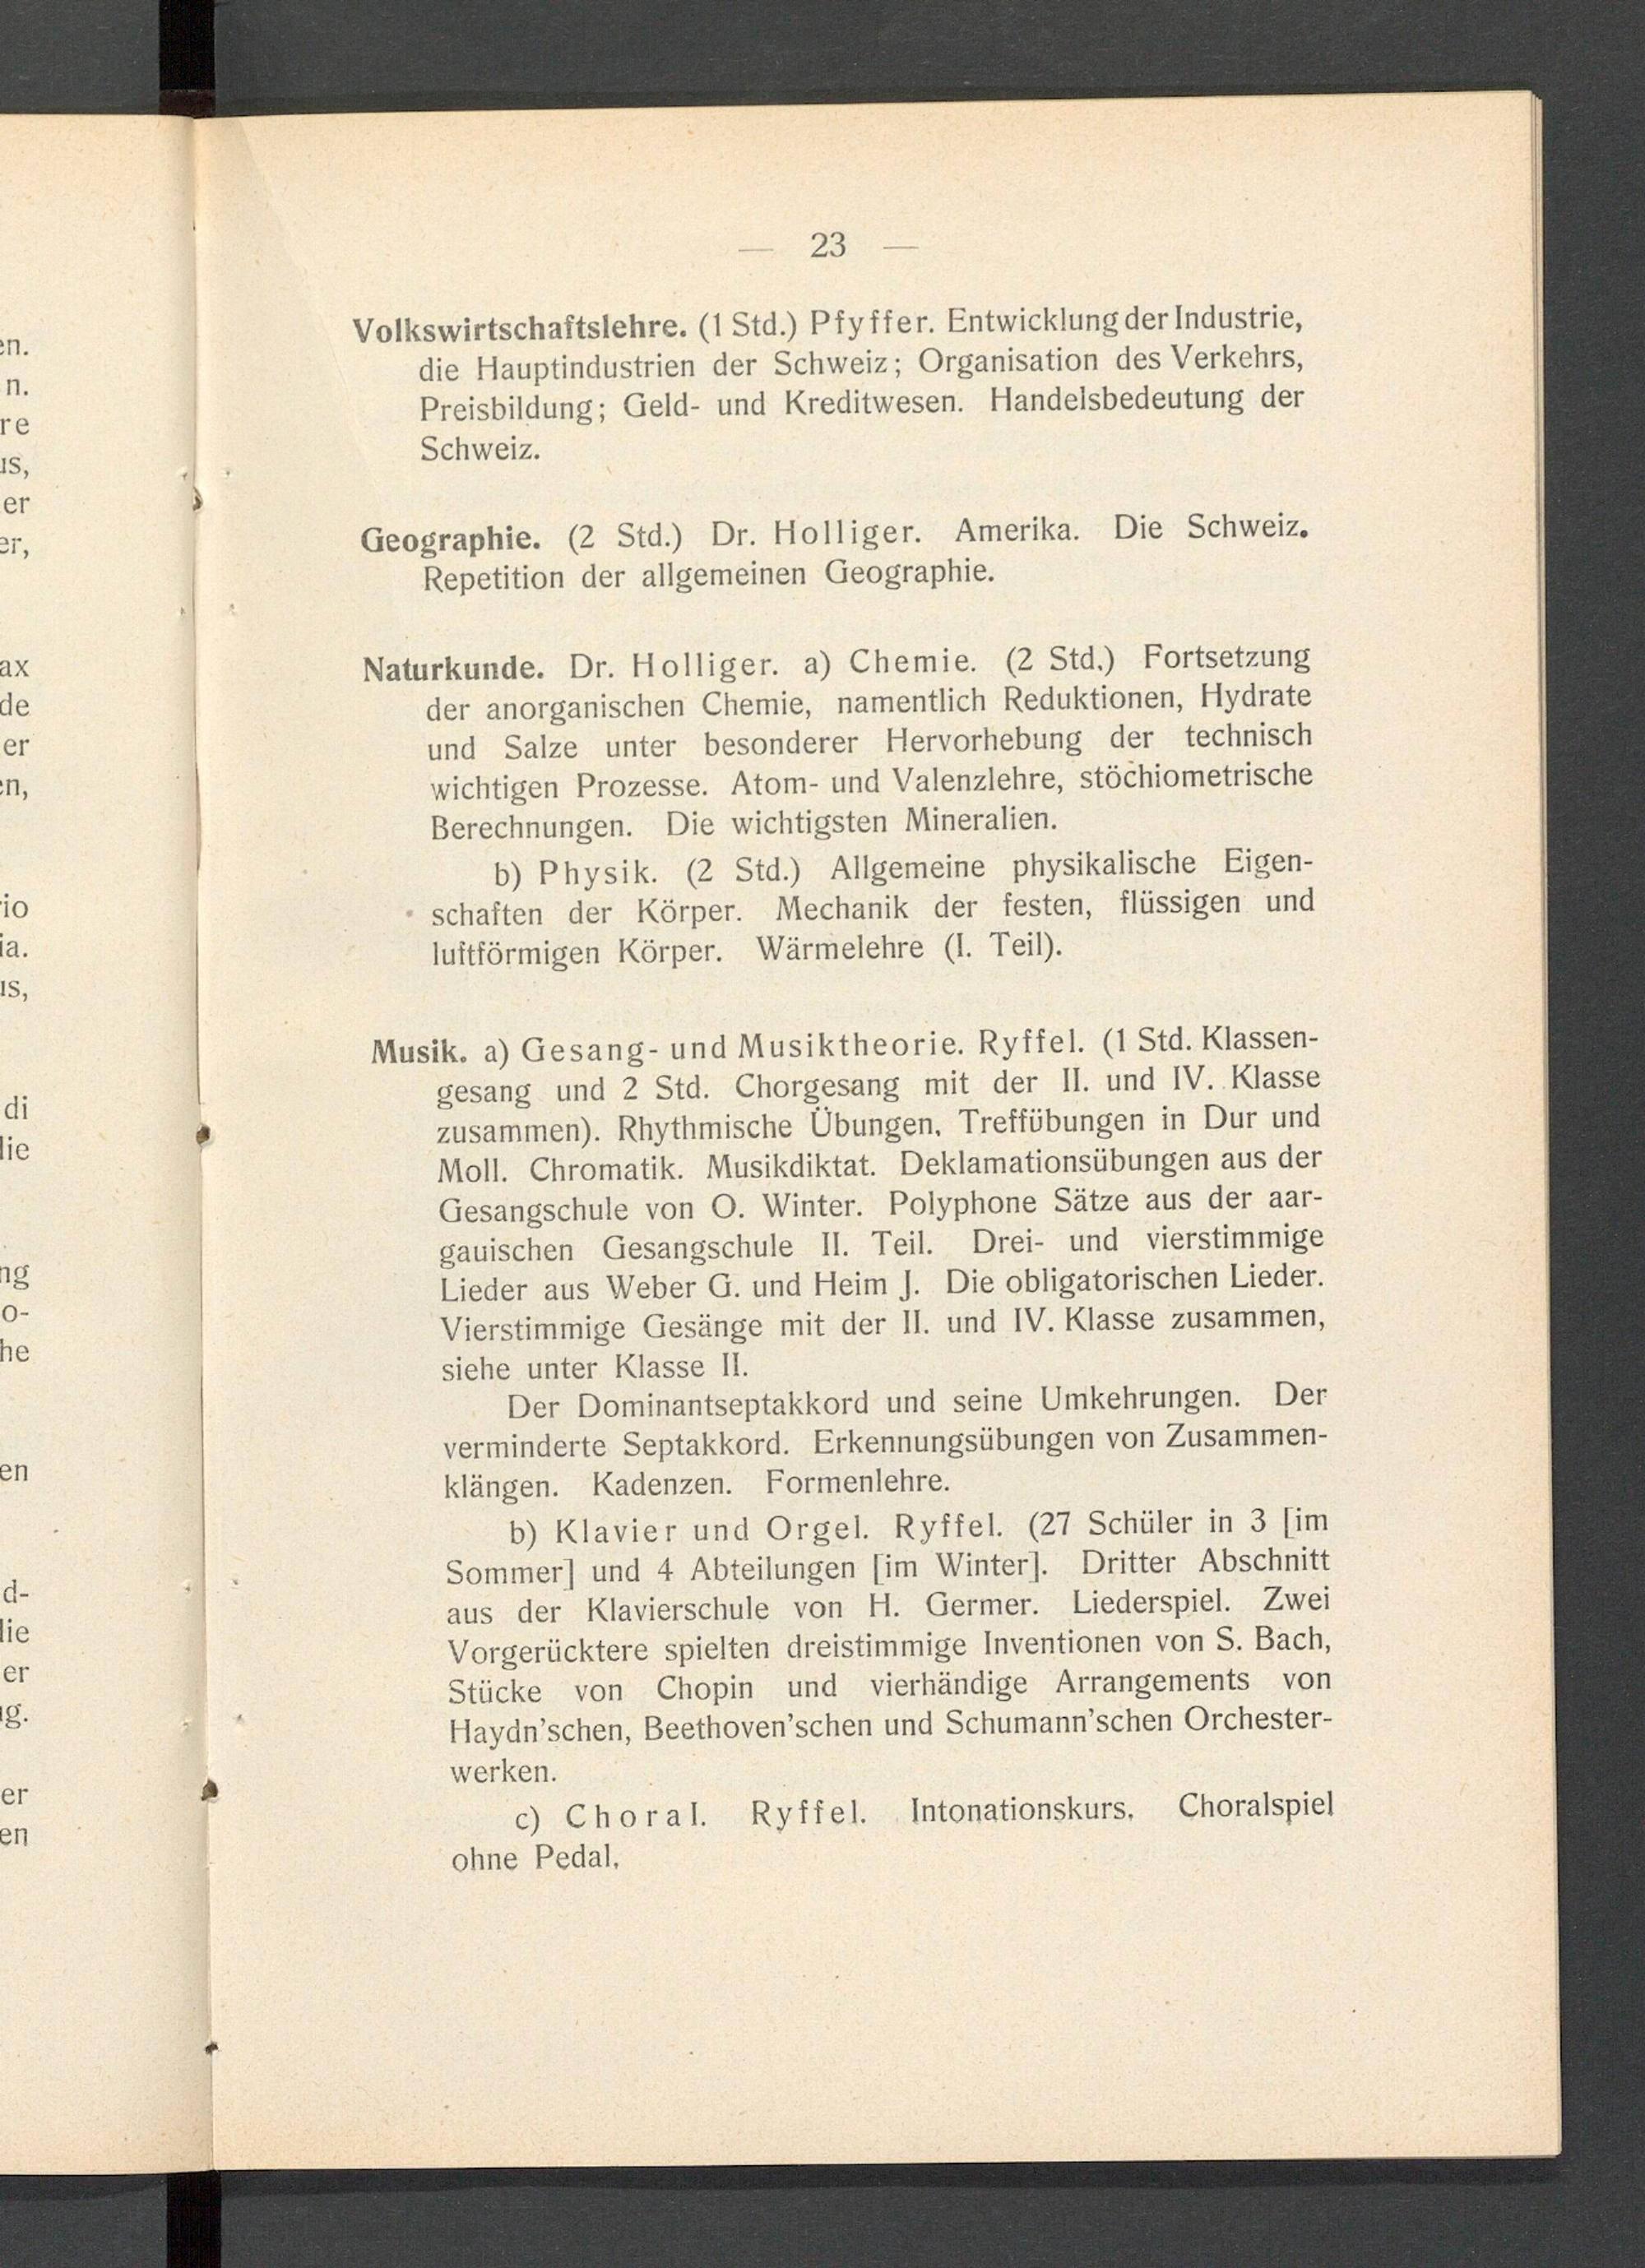 — 23 —
Volkswirtschaftslehre. (1 Std.) Pfyffer. Entwicklung der Industrie,
die Hauptindustrien der Schweiz; Organisation des Verkehrs,
Preisbildung; Geld- und Kreditwesen. Handelsbedeutung der
Schweiz.
Geographie. (2 Std.) Dr. Holliger. Amerika. Die Schweiz.
Repetition der allgemeinen Geographie.
Naturkunde. Dr. Holliger. a) Chemie. (2 Std.) Fortsetzung
der anorganischen Chemie, namentlich Reduktionen, Hydrate
und Salze unter besonderer Hervorhebung der technisch
wichtigen Prozesse. Atom- und Valenzlehre, stöchiometrische
Berechnungen. Die wichtigsten Mineralien.
b) Physik. (2 Std.) Allgemeine physikalische Eigen-
schaften der Körper. Mechanik der festen, flüssigen und
luftförmigen Körper. Wärmelehre (I. Teil).
Musik. a) Gesang- und Musiktheorie. Ryffel. (1 Std. Klassen-
gesang und 2 Std. Chorgesang mit der II. und IV. Klasse
zusammen). Rhythmische Übungen, Treffübungen in Dur und
Moll. Chromatik. Musikdiktat. Deklamationsübungen aus der
Gesangschule von O. Winter. Polyphone Sätze aus der aar-
gauischen Gesangschule II. Teil. Drei- und vierstimmige
Lieder aus Weber G. und Heim J. Die obligatorischen Lieder.
Vierstimmige Gesänge mit der II. und IV. Klasse zusammen,
siehe unter Klasse II.
Der Dominantseptakkord und seine Umkehrungen. Der
verminderte Septakkord. Erkennungsübungen von Zusammen-
klängen. Kadenzen. Formenlehre.
b) Klavier und Orgel. Ryffel. (27 Schüler in 3 [im
Sommer] und 4 Abteilungen [im Winter]. Dritter Abschnitt
aus der Klavierschule von H. Germer. Liederspiel. Zwei
Vorgerücktere spielten dreistimmige Inventionen von S. Bach,
Stücke von Chopin und vierhändige Arrangements von
Haydn'schen, Beethoven'schen und Schumann'schen Orchester-
werken.
c) Choral. Ryffel. Intonationskurs. Choralspiel
ohne Pedal.